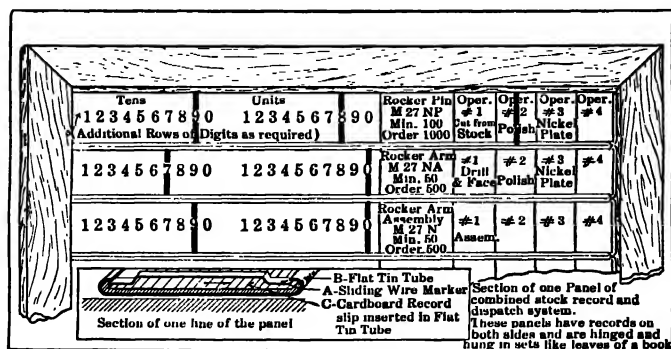 Tens Units
1 2 3 4 5 6 7 8 9 0 1 2 3 4 5 6 7 8 9 0
Additional Rows of Digits as required)
Rocker Pin
M 27 NP
Min. 100
Order 1000
Oper.
#1
Cut from
Stock
Oper.
#2
Polish
Oper.
#3
Nickel
Plate
Oper.
#4
1 2 3 4 5 6 7 8 9 0 1 2 3 4 5 6 7 8 9 0
Rocker Arm
M 27 NA
Min. 50
Order 500
#1
Drill
& Face
#2
Polish
#3
Nickel
Plate
#4
1 2 3 4 5 6 7 8 9 0 1 2 3 4 5 6 7 8 9 0
Rocker Arm
Assembly
M 27 N
Min. 50
Order 500
#1
Assem.
#2
#3
#4
B-Flat Tin Tube
A-Sliding Wire Marker
C-Cardboard Record
slip inserted in Flat
Tin Tube
Section of one line of the panel
Section of one Panel of
combined stock record and
dispatch system.
These panels have records on
both sides and are hinged and
hung in sets like leaves of a book